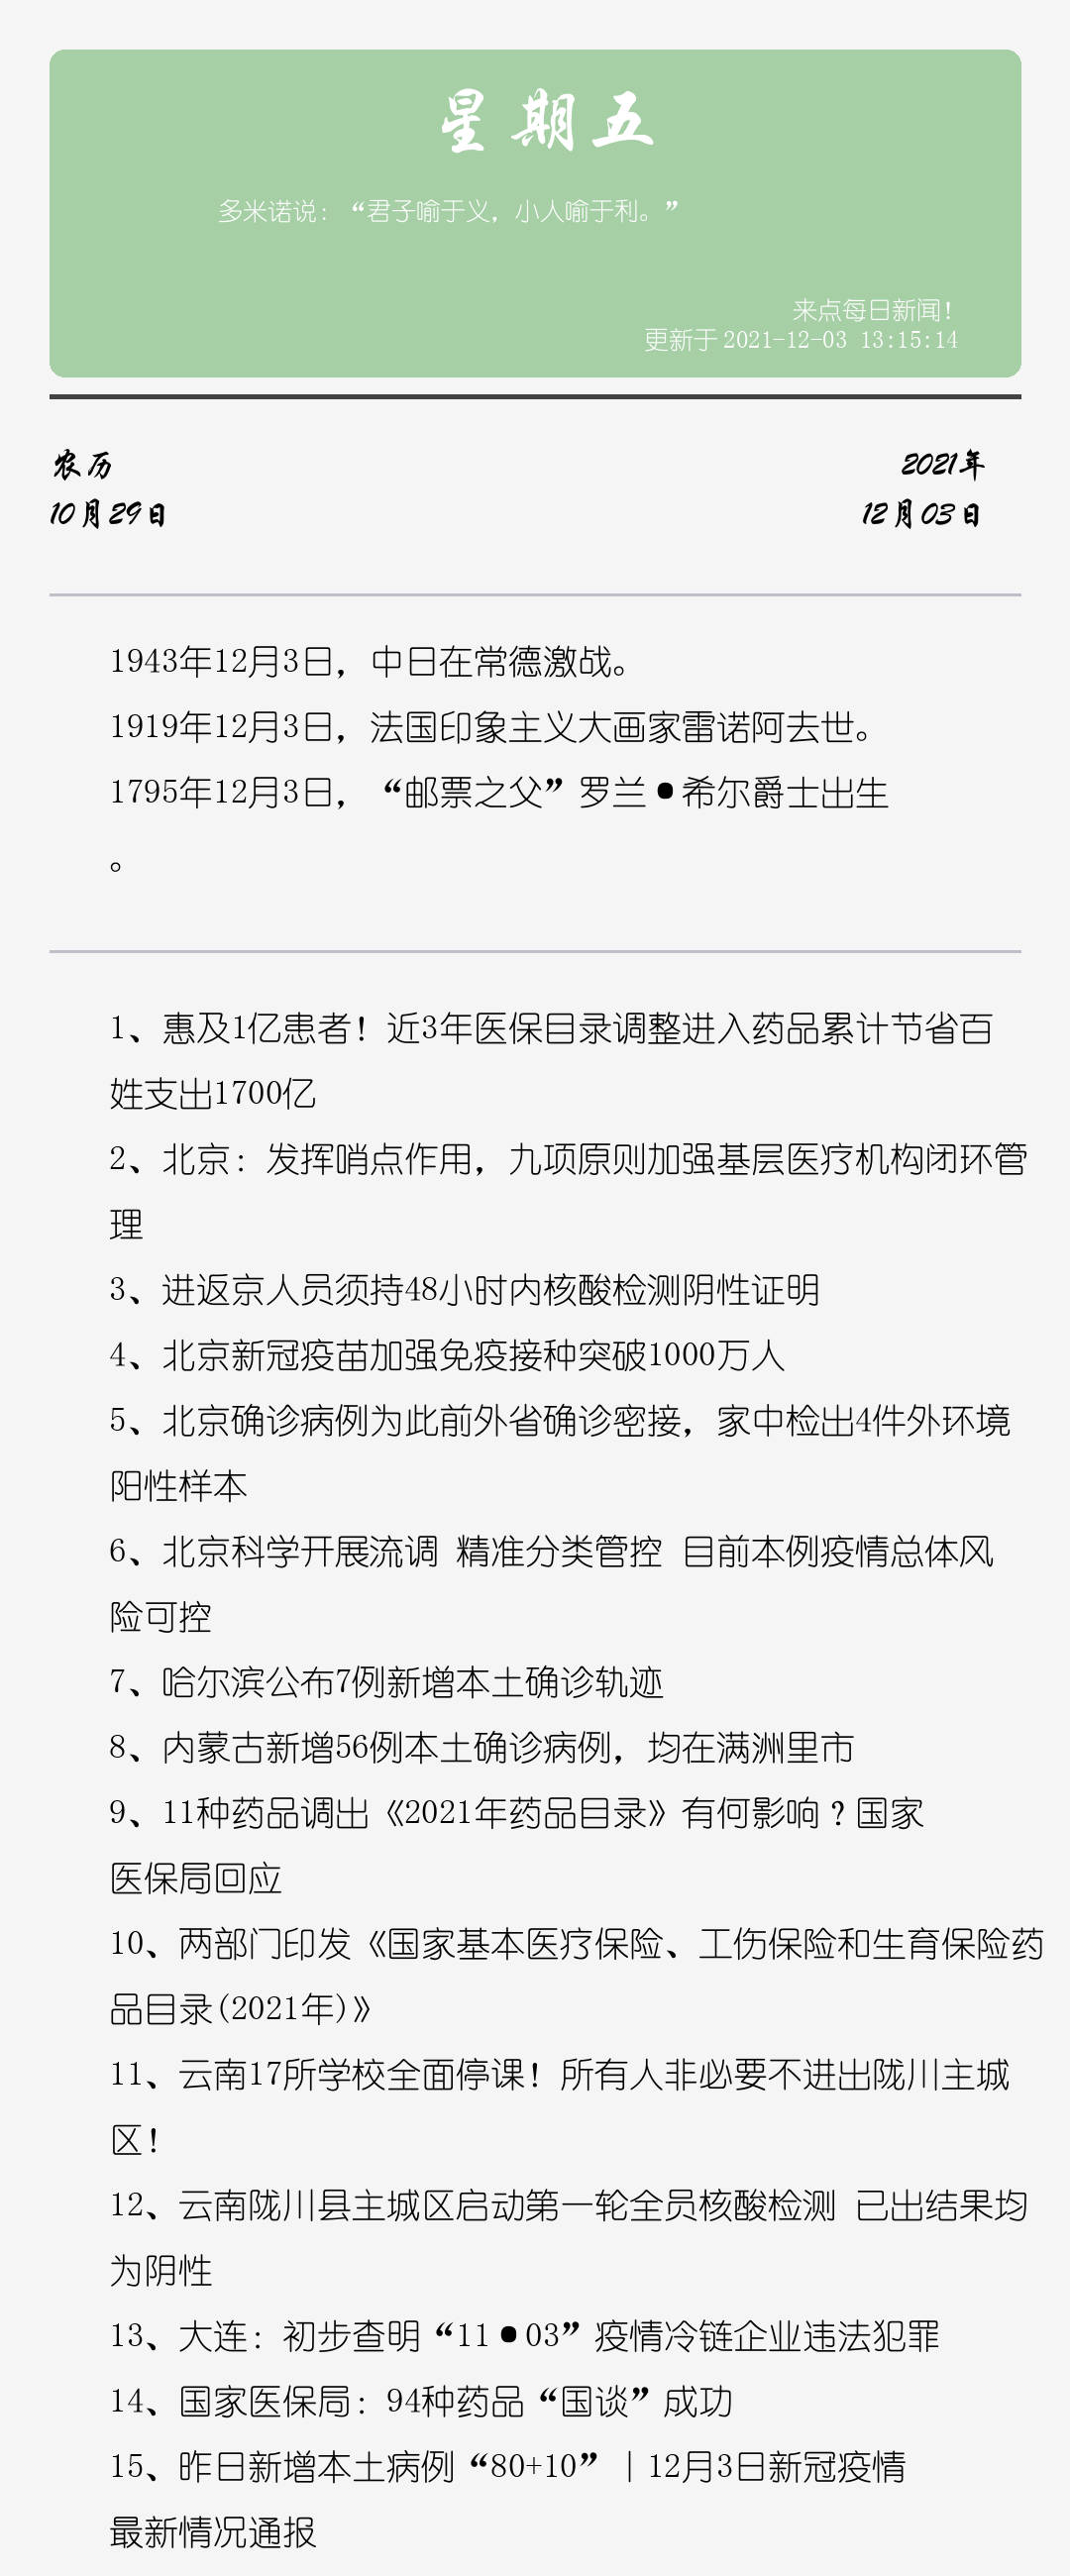 星期五
多米诺说：“君子喻于义，小人喻于利。”
来点每日新闻！
更新于 2021-12-03 13:15:14
农历
2021年
10月29日
12月03日
1943年12月3日，中日在常德激战。
1919年12月3日，法国印象主义大画家雷诺阿去世。
1795年12月3日，“邮票之父”罗兰•希尔爵士出生
。
1、惠及1亿患者！近3年医保目录调整进入药品累计节省百
姓支出1700亿
2、北京：发挥哨点作用，九项原则加强基层医疗机构闭环管
理
3、进返京人员须持48小时内核酸检测阴性证明
4、北京新冠疫苗加强免疫接种突破1000万人
5、北京确诊病例为此前外省确诊密接，家中检出4件外环境
阳性样本
6、北京科学开展流调 精准分类管控 目前本例疫情总体风
险可控
7、哈尔滨公布7例新增本土确诊轨迹
8、内蒙古新增56例本土确诊病例，均在满洲里市
9、11种药品调出《2021年药品目录》有何影响？国家
医保局回应
10、两部门印发《国家基本医疗保险、工伤保险和生育保险药
品目录(2021年)》
11、云南17所学校全面停课！所有人非必要不进出陇川主城
区！
12、云南陇川县主城区启动第一轮全员核酸检测 已出结果均
为阴性
13、大连：初步查明“11•03”疫情冷链企业违法犯罪
14、国家医保局：94种药品“国谈”成功
15、昨日新增本土病例“80+10”｜12月3日新冠疫情
最新情况通报